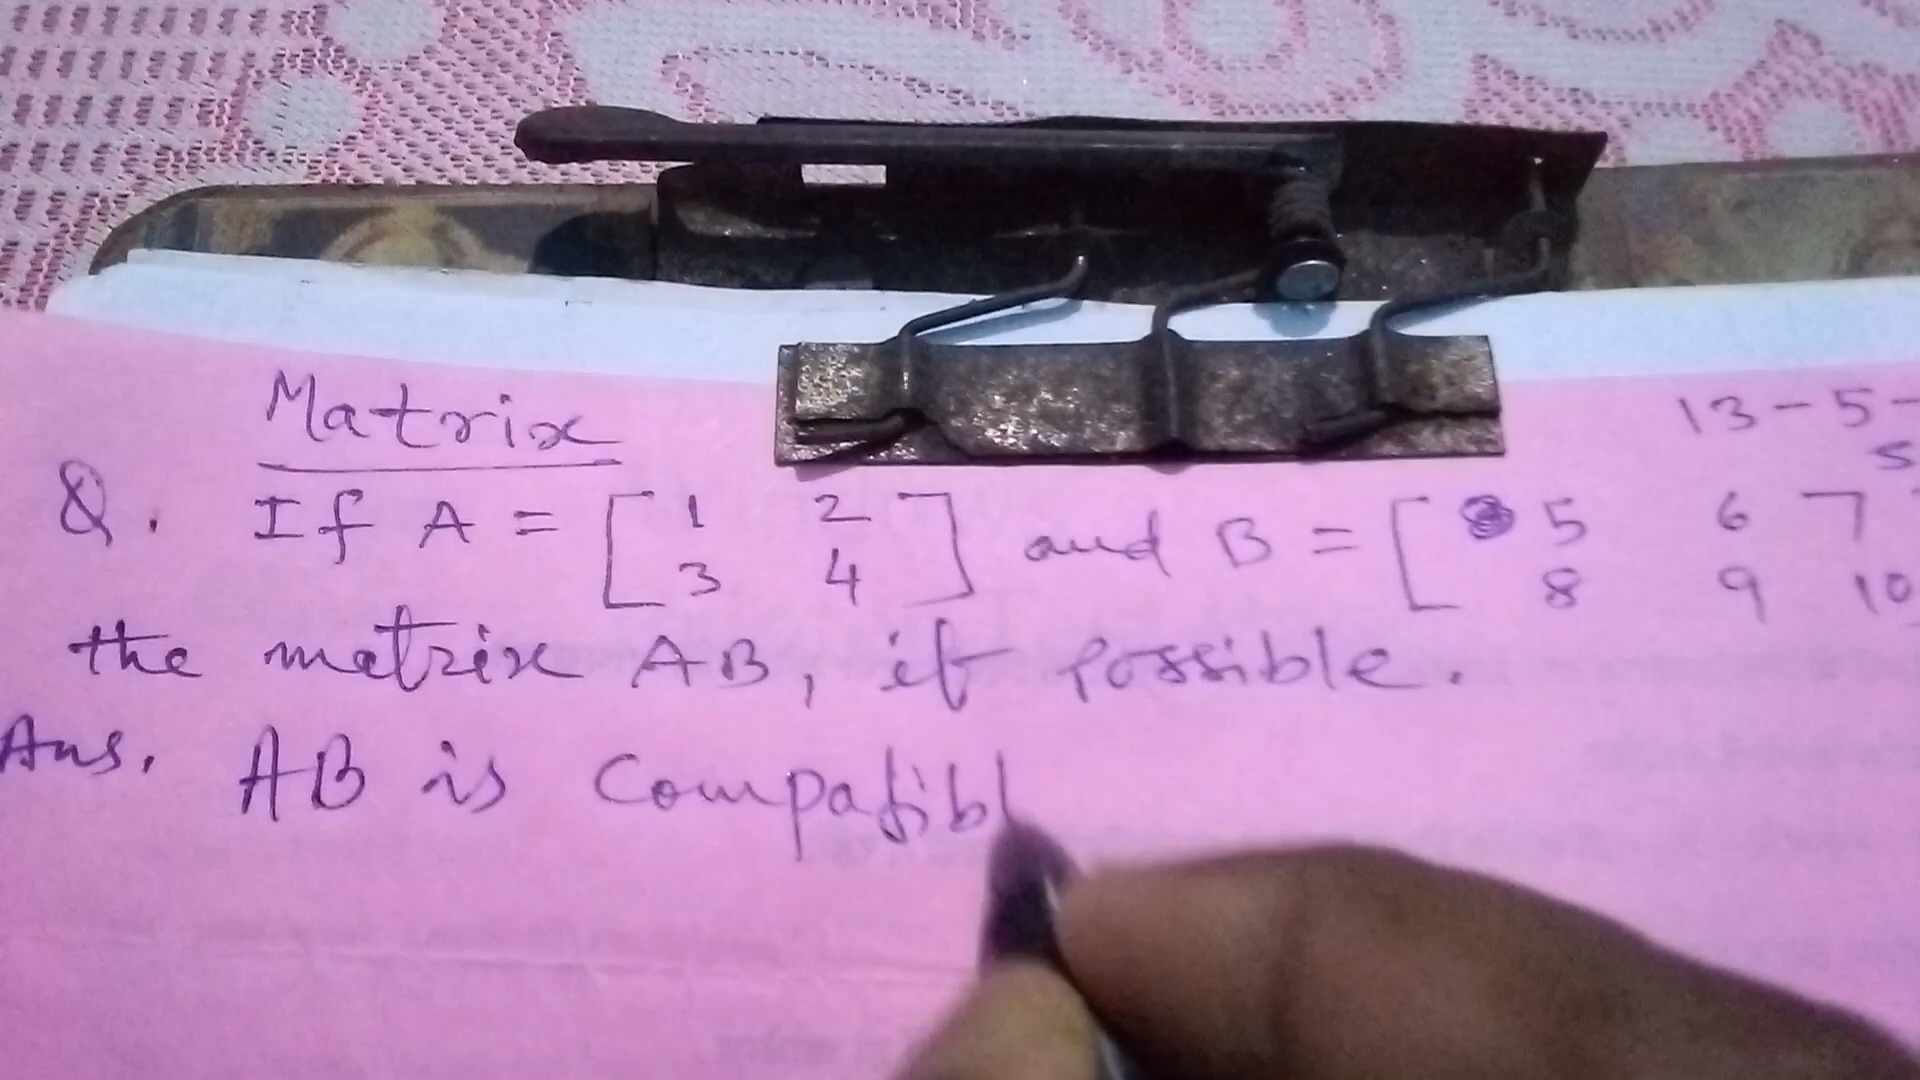 Matrix
13-5-
Q. If A = [ 1 2 ] and B = [ 5 6 7
3 4 8 9 10
the matrix AB, if possible.
Ans. AB is Compatibl